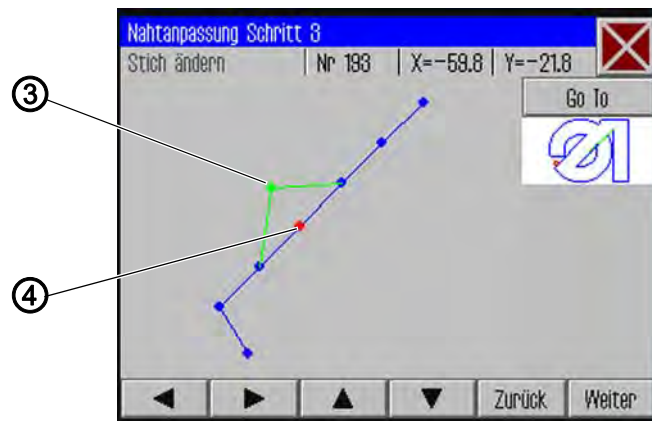 Nahtanpassung Schritt 3
Stich ändern Nr 193 X=-59.8 Y=-21.8
Go To
③
④
Zurück Weiter